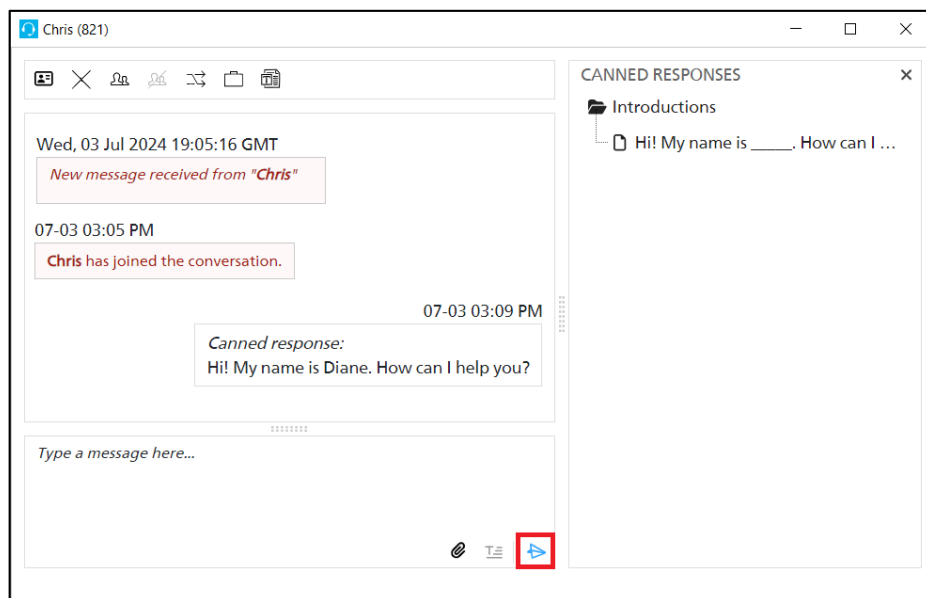 Chris (821)
CANNED RESPONSES
Introductions
Hi! My name is _____. How can I ...
Wed, 03 Jul 2024 19:05:16 GMT
New message received from "Chris"
07-03 03:05 PM
Chris has joined the conversation.
07-03 03:09 PM
Canned response:
Hi! My name is Diane. How can I help you?
Type a message here...